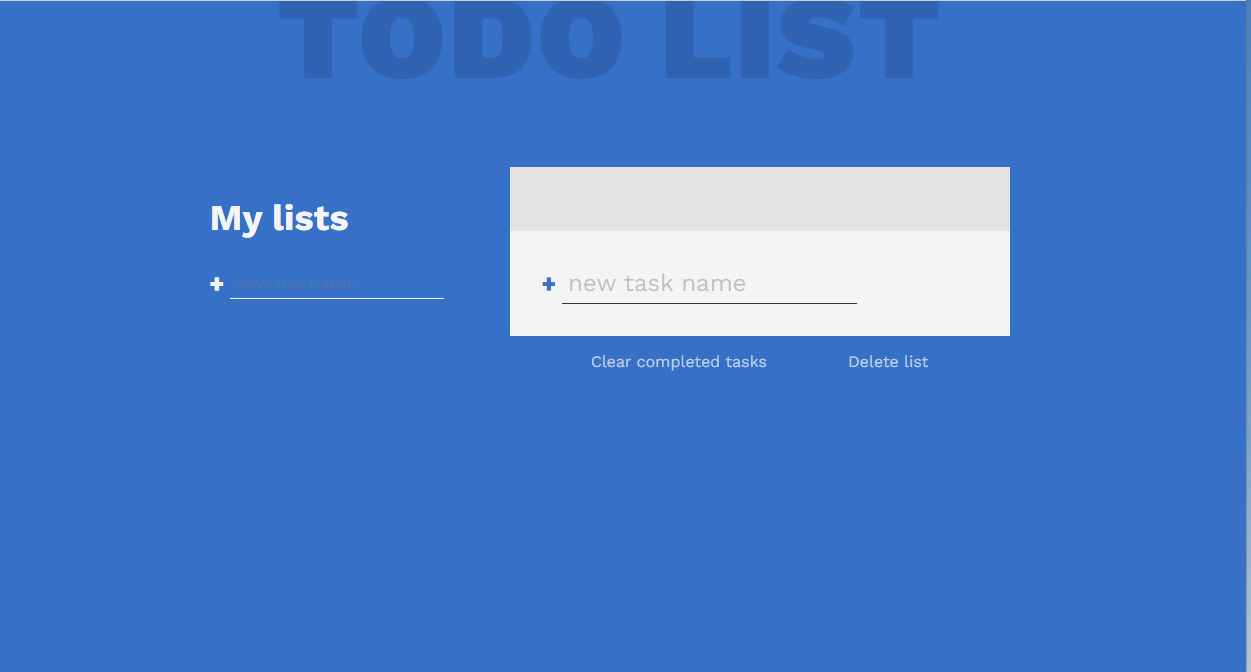 TODO LIST
My lists
+ new list name
+ new task name
Clear completed tasks
Delete list